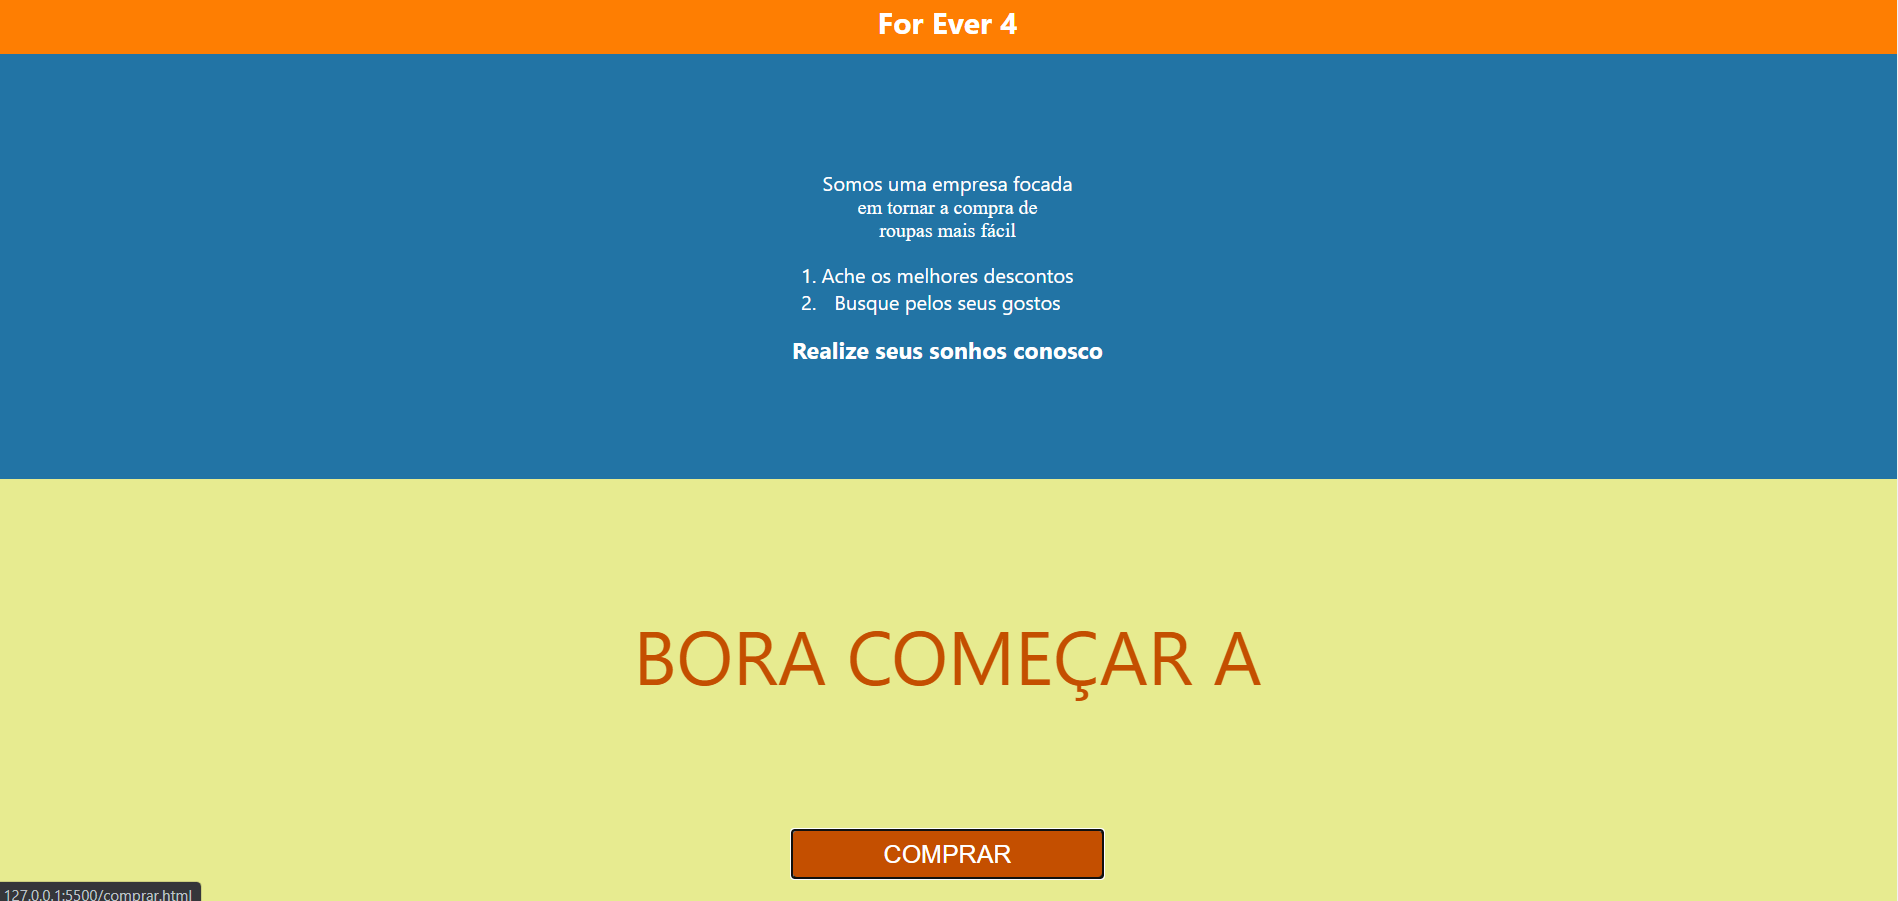 For Ever 4
Somos uma empresa focada
em tornar a compra de
roupas mais fácil
1. Ache os melhores descontos
2. Busque pelos seus gostos
Realize seus sonhos conosco
BORA COMEÇAR A
COMPRAR
127.0.0.1:5500/comprar.html